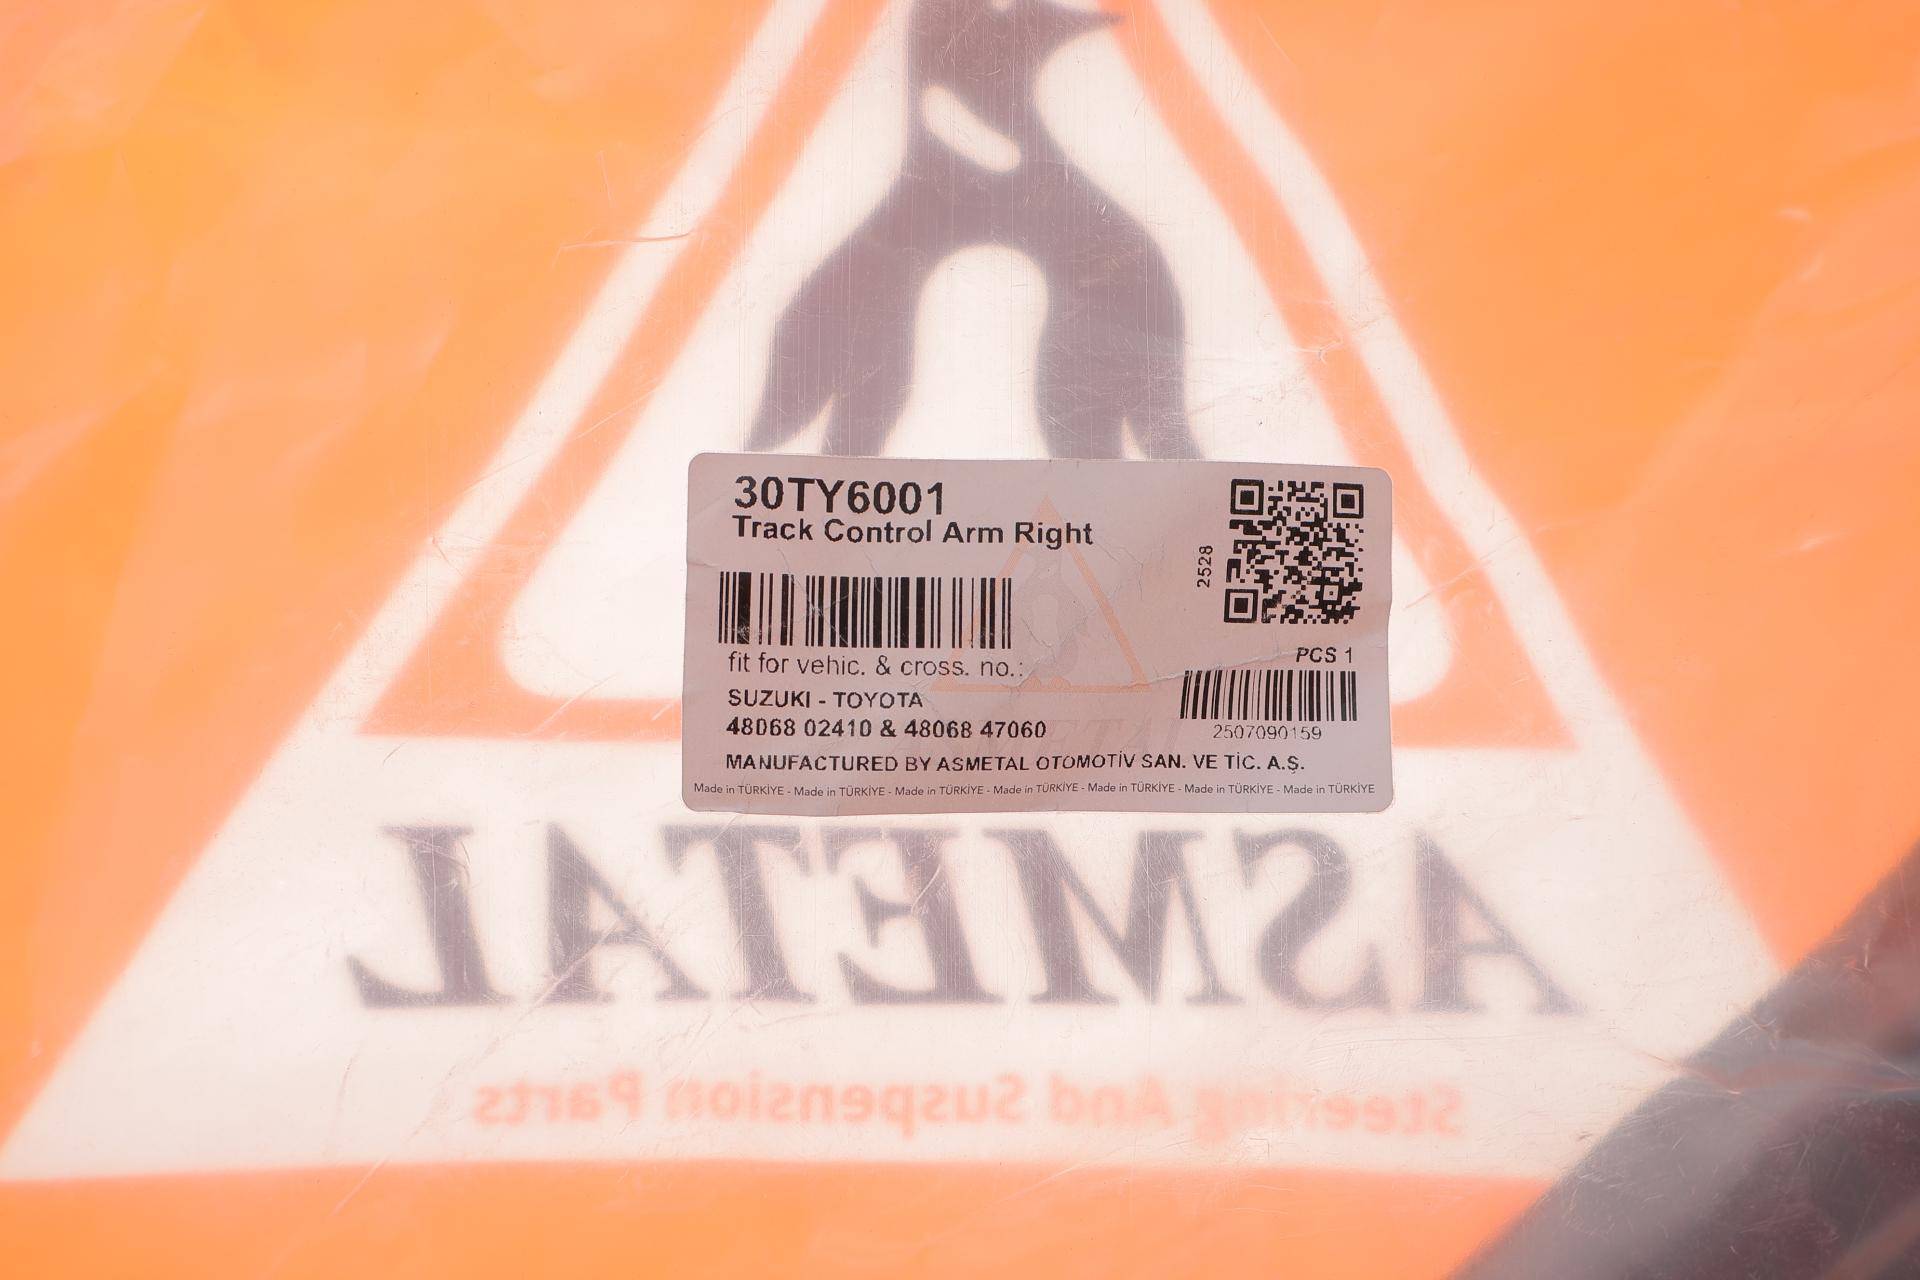 30TY6001
Track Control Arm Right
2528
fit for vehic. & cross. no.:
PCS 1
SUZUKI - TOYOTA
48068 02410 & 48068 47060
2507090159
MANUFACTURED BY ASMETAL OTOMOTİV SAN. VE TİC. A.Ş.
Made in TÜRKİYE - Made in TÜRKİYE - Made in TÜRKİYE - Made in TÜRKİYE - Made in TÜRKİYE - Made in TÜRKİYE - Made in TÜRKİYE
ASMETAL
Steering And Suspension Parts